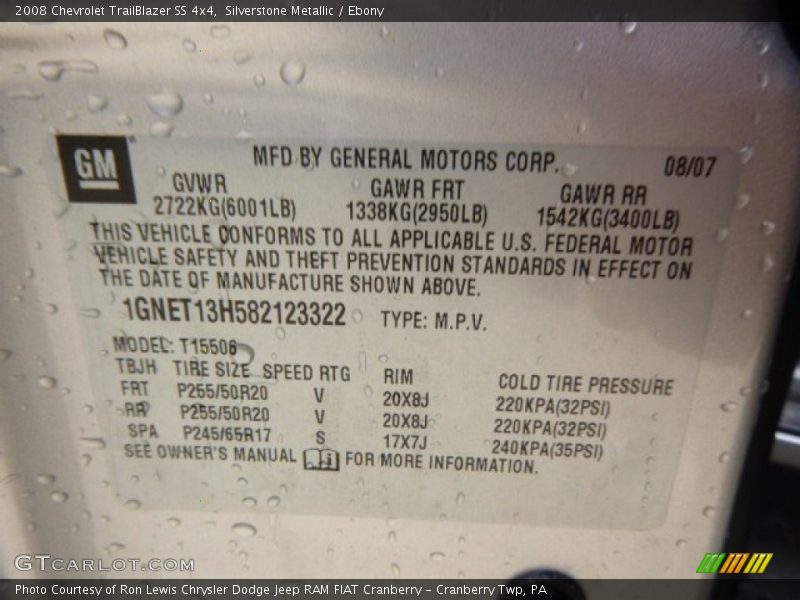 2008 Chevrolet TrailBlazer SS 4x4, Silverstone Metallic / Ebony
GM
MFD BY GENERAL MOTORS CORP. 08/07
GVWR GAWR FRT GAWR RR
2722KG(6001LB) 1338KG(2950LB) 1542KG(3400LB)
THIS VEHICLE CONFORMS TO ALL APPLICABLE U.S. FEDERAL MOTOR
VEHICLE SAFETY AND THEFT PREVENTION STANDARDS IN EFFECT ON
THE DATE OF MANUFACTURE SHOWN ABOVE.
1GNET13H582123322 TYPE: M.P.V.
MODEL: T15506
TBJH TIRE SIZE SPEED RTG RIM COLD TIRE PRESSURE
FRT P255/50R20 V 20X8J 220KPA(32PSI)
RR P255/50R20 V 20X8J 220KPA(32PSI)
SPA P245/65R17 S 17X7J 240KPA(35PSI)
SEE OWNER'S MANUAL FOR MORE INFORMATION.
GTCARLOT.COM
Photo Courtesy of Ron Lewis Chrysler Dodge Jeep RAM FIAT Cranberry - Cranberry Twp, PA